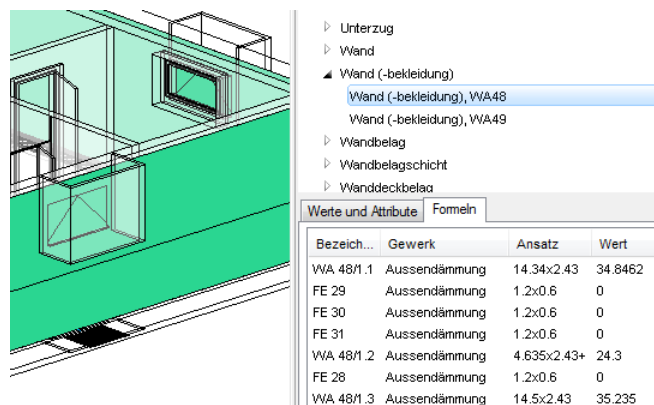 Unterzug
Wand
Wand (-bekleidung)
Wand (-bekleidung), WA48
Wand (-bekleidung), WA49
Wandbelag
Wandbelagschicht
Wanddeckbelag
Werte und Attribute Formeln
Bezeich... Gewerk Ansatz Wert
WA 48/1.1 Aussendämmung 14.34x2.43 34.8462
FE 29 Aussendämmung 1.2x0.6 0
FE 30 Aussendämmung 1.2x0.6 0
FE 31 Aussendämmung 1.2x0.6 0
WA 48/1.2 Aussendämmung 4.635x2.43+ 24.3
FE 28 Aussendämmung 1.2x0.6 0
WA 48/1.3 Aussendämmung 14.5x2.43 35.235